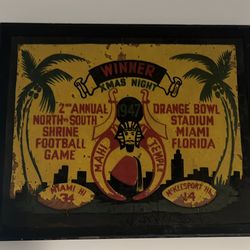 WINNER
XMAS NIGHT
2ND ANNUAL
NORTH VS SOUTH
SHRINE
FOOTBALL
GAME
1947
ORANGE BOWL
STADIUM
MIAMI
FLORIDA
MAHI TEMPLE
MIAMI HI
34
McKEESPORT HI
14